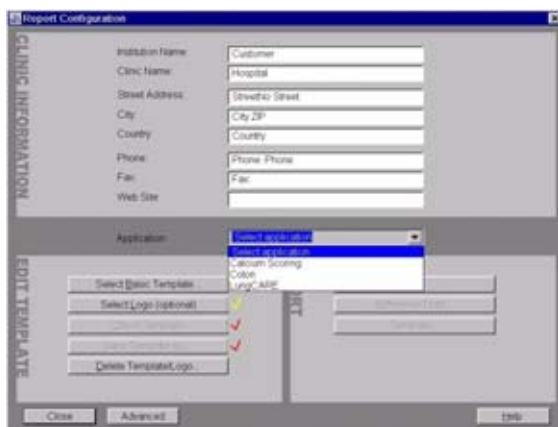 Report Configuration
CLINIC INFORMATION
Institution Name: Customer
Clinic Name: Hospital
Street Address: Street
City: City ZIP
Country: Country
Phone: Phone Phone
Fax: Fax
Web Site
Application: Select application
Select application
Calcium Scoring
Colon
LungCARE
EDIT TEMPLATE
Select Basic Template...
Select Logo (optional)
Delete Template/Logo...
Close
Advanced
Help